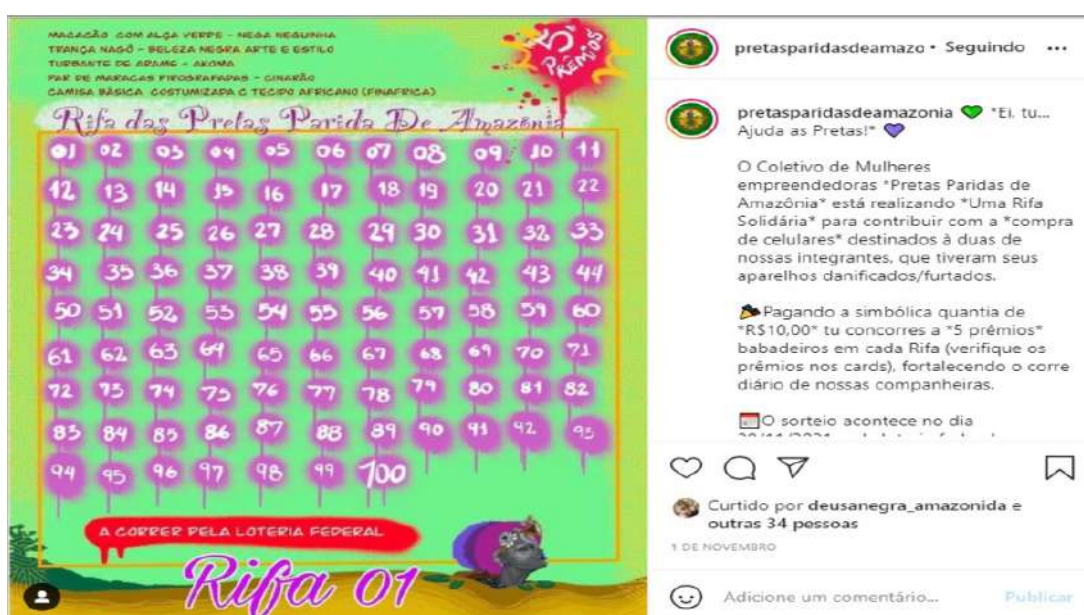 MACACÃO COM ALÇA VERDE - NEGA NEGUINHA
TRANÇA NAGÔ - BELEZA NEGRA ARTE E ESTILO
TURBANTE DE ARAME - AKOMA
PAR DE MARACAS PIROGRAFADAS - CINARÃO
CAMISA BÁSICA COSTUMIZADA C TECIDO AFRICANO (FINAFRICA)
5 PRÊMIOS
Rifa das Pretas Parida De Amazônia
01 02 03 04 05 06 07 08 09 10 11
12 13 14 15 16 17 18 19 20 21 22
23 24 25 26 27 28 29 30 31 32 33
34 35 36 37 38 39 40 41 42 43 44
50 51 52 53 54 55 56 57 58 59 60
61 62 63 64 65 66 67 68 69 70 71
72 73 74 75 76 77 78 79 80 81 82
83 84 85 86 87 88 89 90 91 92 93
94 95 96 97 98 99 100
A CORRER PELA LOTERIA FEDERAL
Rifa 01
pretasparidasdeamazo • Seguindo
pretasparidasdeamazonia 💚 *Ei, tu...
Ajuda as Pretas!* 💜
O Coletivo de Mulheres
empreendedoras *Pretas Paridas de
Amazônia* está realizando *Uma Rifa
Solidária* para contribuir com a *compra
de celulares* destinados à duas de
nossas integrantes, que tiveram seus
aparelhos danificados/furtados.
Pagando a simbólica quantia de
*R$10,00* tu concorres a *5 prêmios*
babadeiros em cada Rifa (verifique os
prêmios nos cards), fortalecendo o corre
diário de nossas companheiras.
O sorteio acontece no dia
Curtido por deusanegra_amazonida e
outras 34 pessoas
1 DE NOVEMBRO
Adicione um comentário... Publicar